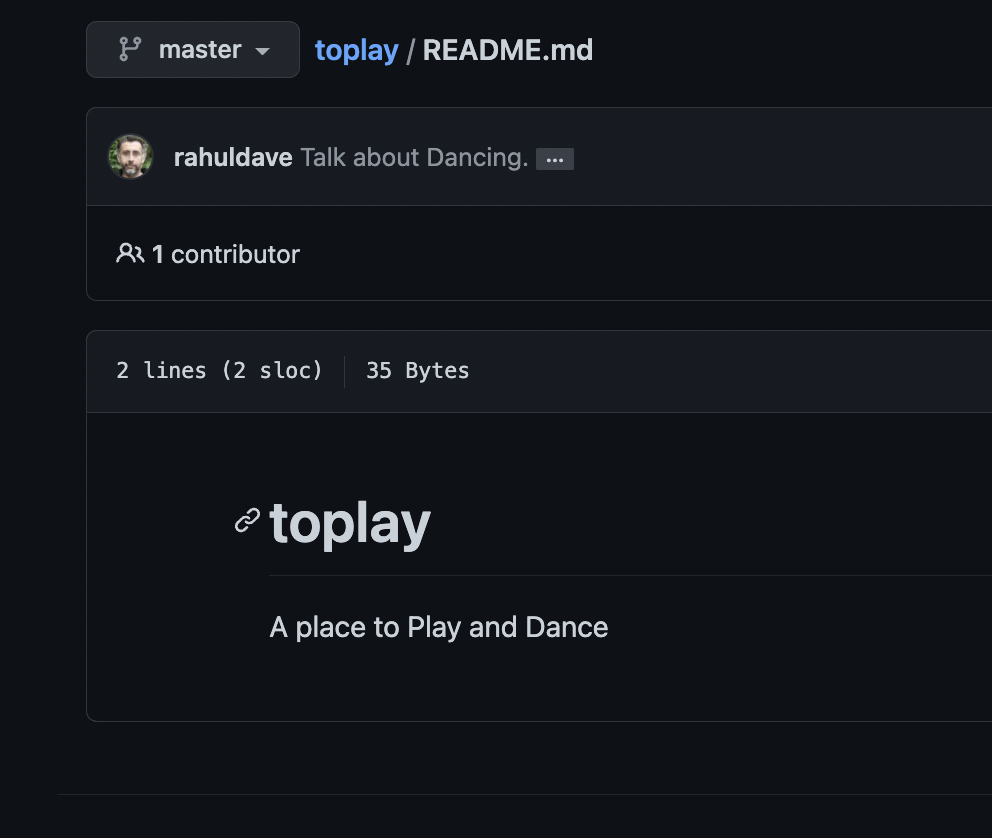 master toplay / README.md
rahuldave Talk about Dancing. ...
1 contributor
2 lines (2 sloc) 35 Bytes
toplay
A place to Play and Dance